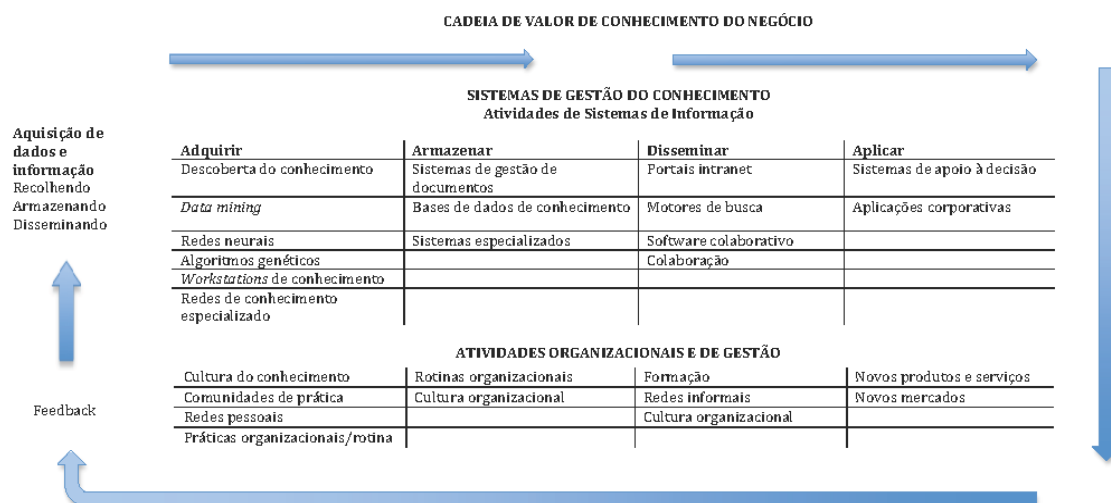 CADEIA DE VALOR DE CONHECIMENTO DO NEGÓCIO
SISTEMAS DE GESTÃO DO CONHECIMENTO
Atividades de Sistemas de Informação
Aquisição de
dados e
informação
Recolhendo
Armazenando
Disseminando
Adquirir Armazenar Disseminar Aplicar
Descoberta do conhecimento Sistemas de gestão de Portais intranet Sistemas de apoio à decisão
documentos
Data mining Bases de dados de conhecimento Motores de busca Aplicações corporativas
Redes neurais Sistemas especializados Software colaborativo
Algoritmos genéticos Colaboração
Workstations de conhecimento
Redes de conhecimento
especializado
ATIVIDADES ORGANIZACIONAIS E DE GESTÃO
Cultura do conhecimento Rotinas organizacionais Formação Novos produtos e serviços
Comunidades de prática Cultura organizacional Redes informais Novos mercados
Redes pessoais Cultura organizacional
Práticas organizacionais/rotina
Feedback